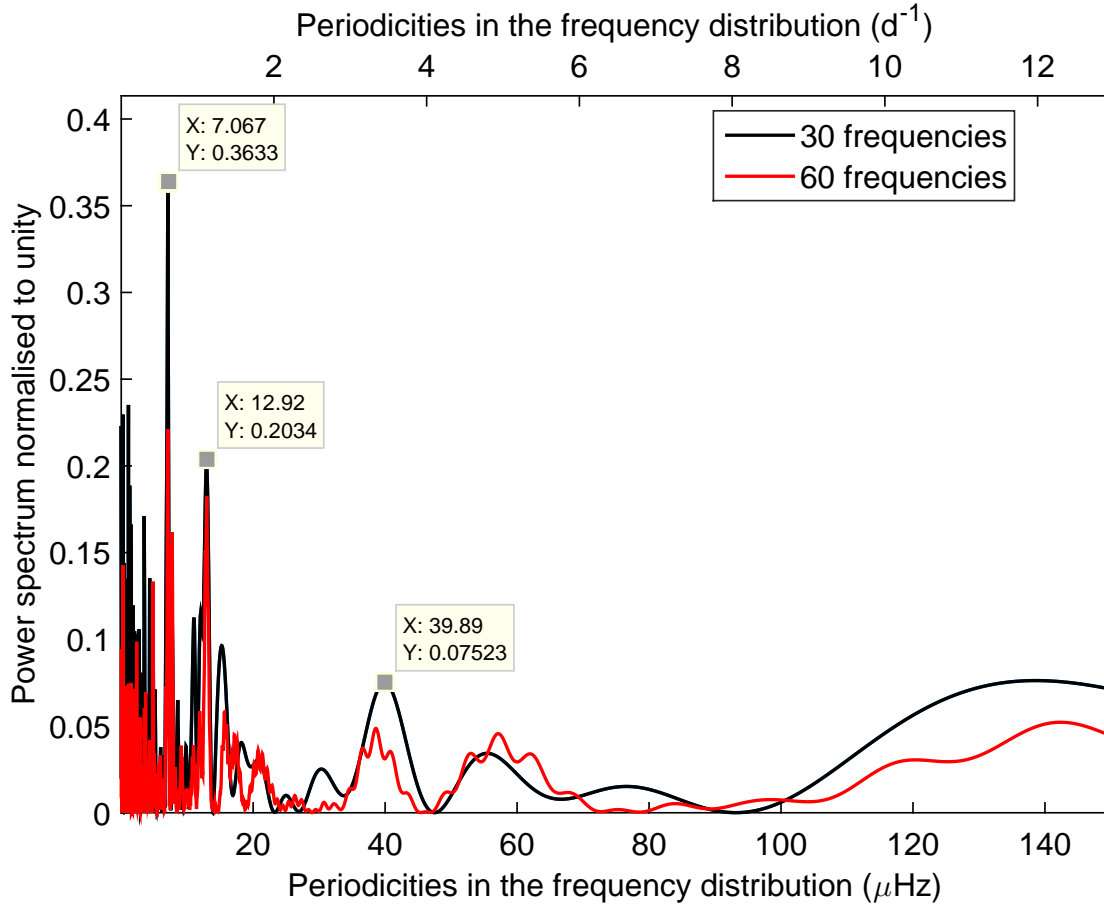 Periodicities in the frequency distribution (d⁻¹)
2 4 6 8 10 12
0.4
0.35
0.3
0.25
0.2
0.15
0.1
0.05
0
Power spectrum normalised to unity
X: 7.067
Y: 0.3633
X: 12.92
Y: 0.2034
X: 39.89
Y: 0.07523
30 frequencies
60 frequencies
20 40 60 80 100 120 140
Periodicities in the frequency distribution (μHz)